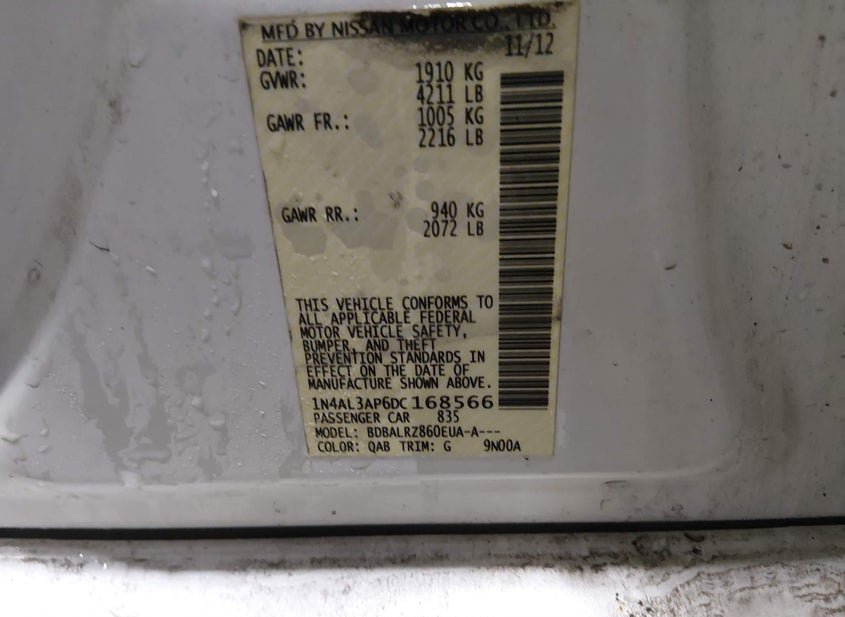 MFD BY NISSAN MOTOR CO., LTD.
DATE: 11/12
GVWR: 1910 KG
4211 LB
GAWR FR.: 1005 KG
2216 LB
GAWR RR.: 940 KG
2072 LB
THIS VEHICLE CONFORMS TO
ALL APPLICABLE FEDERAL
MOTOR VEHICLE SAFETY,
BUMPER, AND THEFT
PREVENTION STANDARDS IN
EFFECT ON THE DATE OF
MANUFACTURE SHOWN ABOVE.
1N4AL3AP6DC168566
PASSENGER CAR 835
MODEL: BDBALRZ860EUA-A---
COLOR: QAB TRIM: G 9N00A